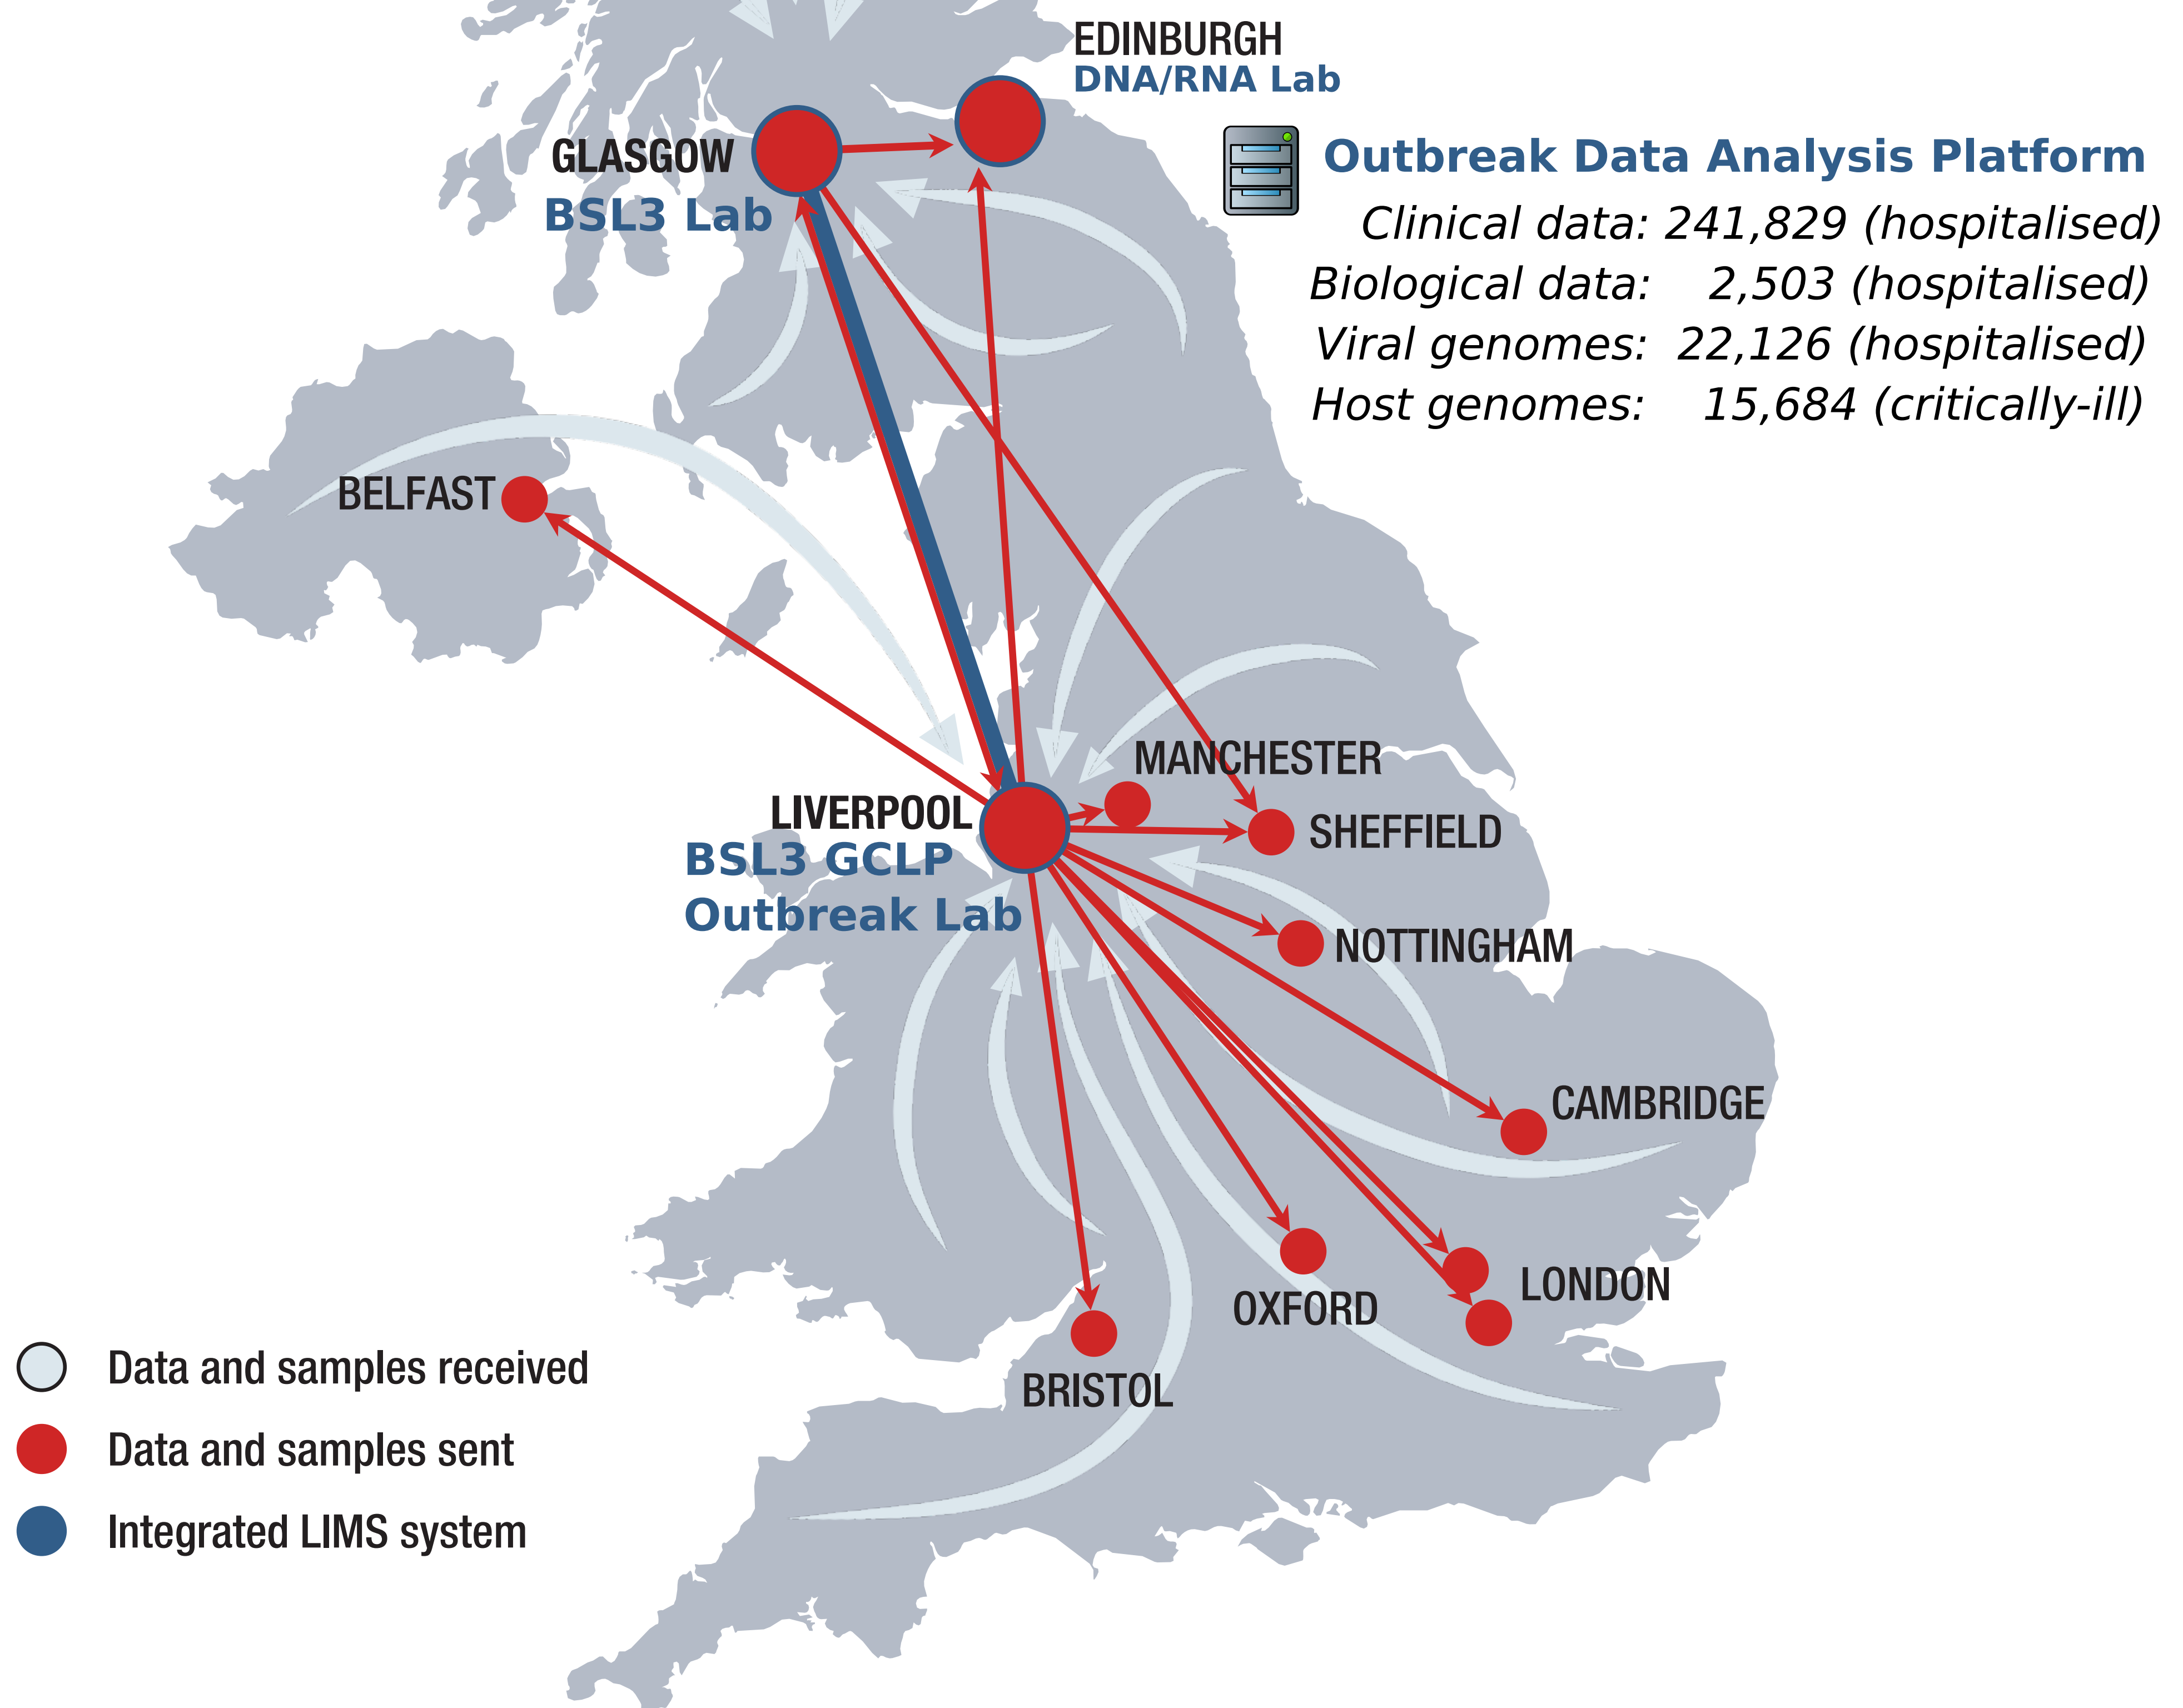 EDINBURGH
DNA/RNA Lab
GLASGOW
BSL3 Lab
Outbreak Data Analysis Platform
Clinical data: 241,829 (hospitalised)
Biological data: 2,503 (hospitalised)
Viral genomes: 22,126 (hospitalised)
Host genomes: 15,684 (critically-ill)
BELFAST
MANCHESTER
LIVERPOOL
BSL3 GCLP
Outbreak Lab
SHEFFIELD
NOTTINGHAM
CAMBRIDGE
LONDON
OXFORD
BRISTOL
Data and samples received
Data and samples sent
Integrated LIMS system